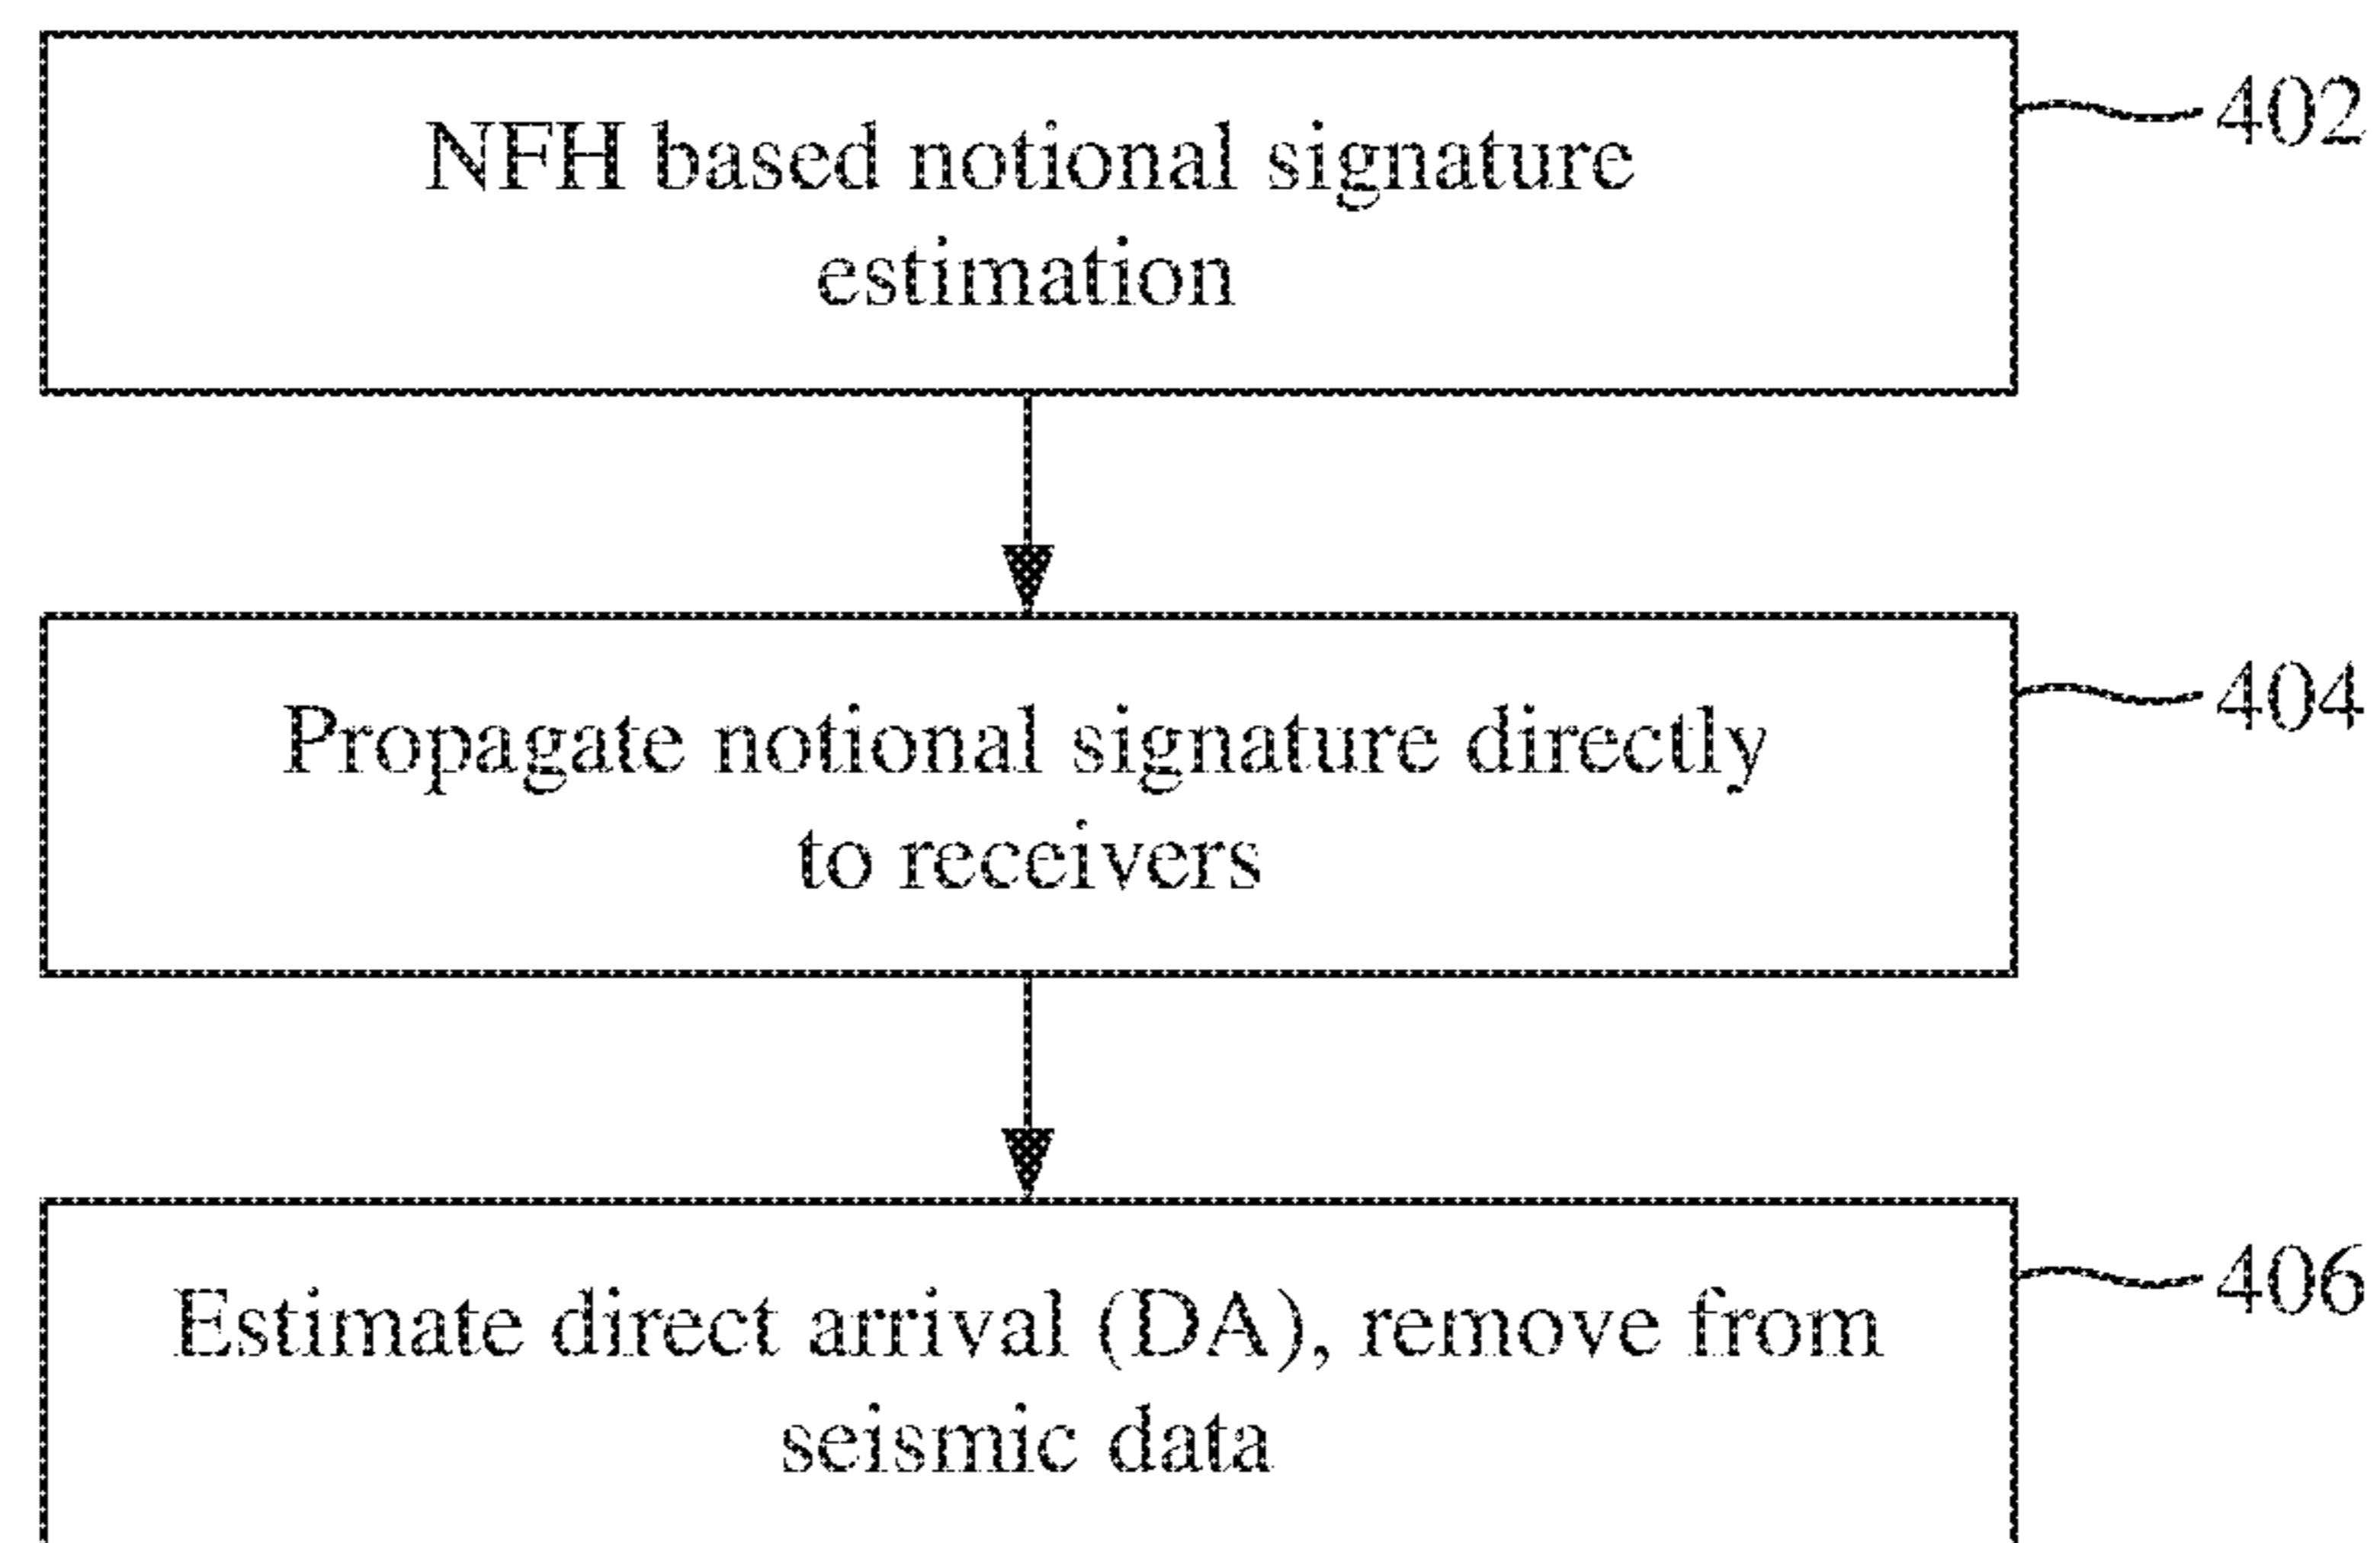 NFH based notional signature
estimation
402
Propagate notional signature directly
to receivers
404
Estimate direct arrival (DA), remove from
seismic data
406